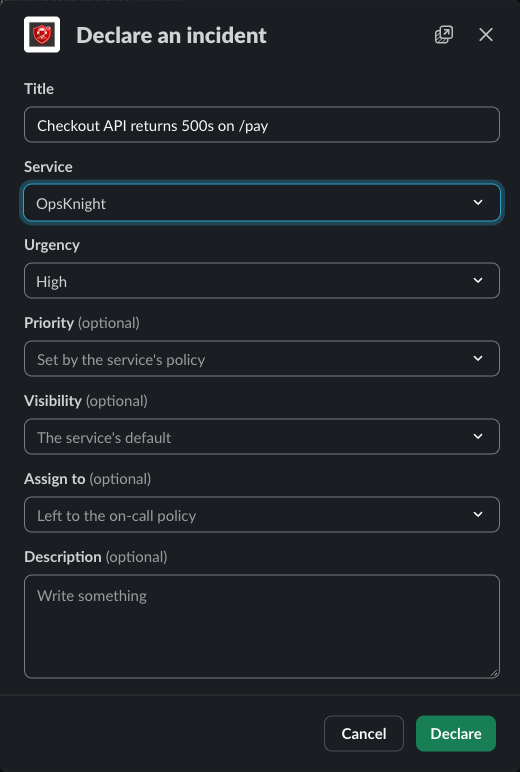 Declare an incident
Title
Checkout API returns 500s on /pay
Service
OpsKnight
Urgency
High
Priority (optional)
Set by the service's policy
Visibility (optional)
The service's default
Assign to (optional)
Left to the on-call policy
Description (optional)
Write something
Cancel
Declare